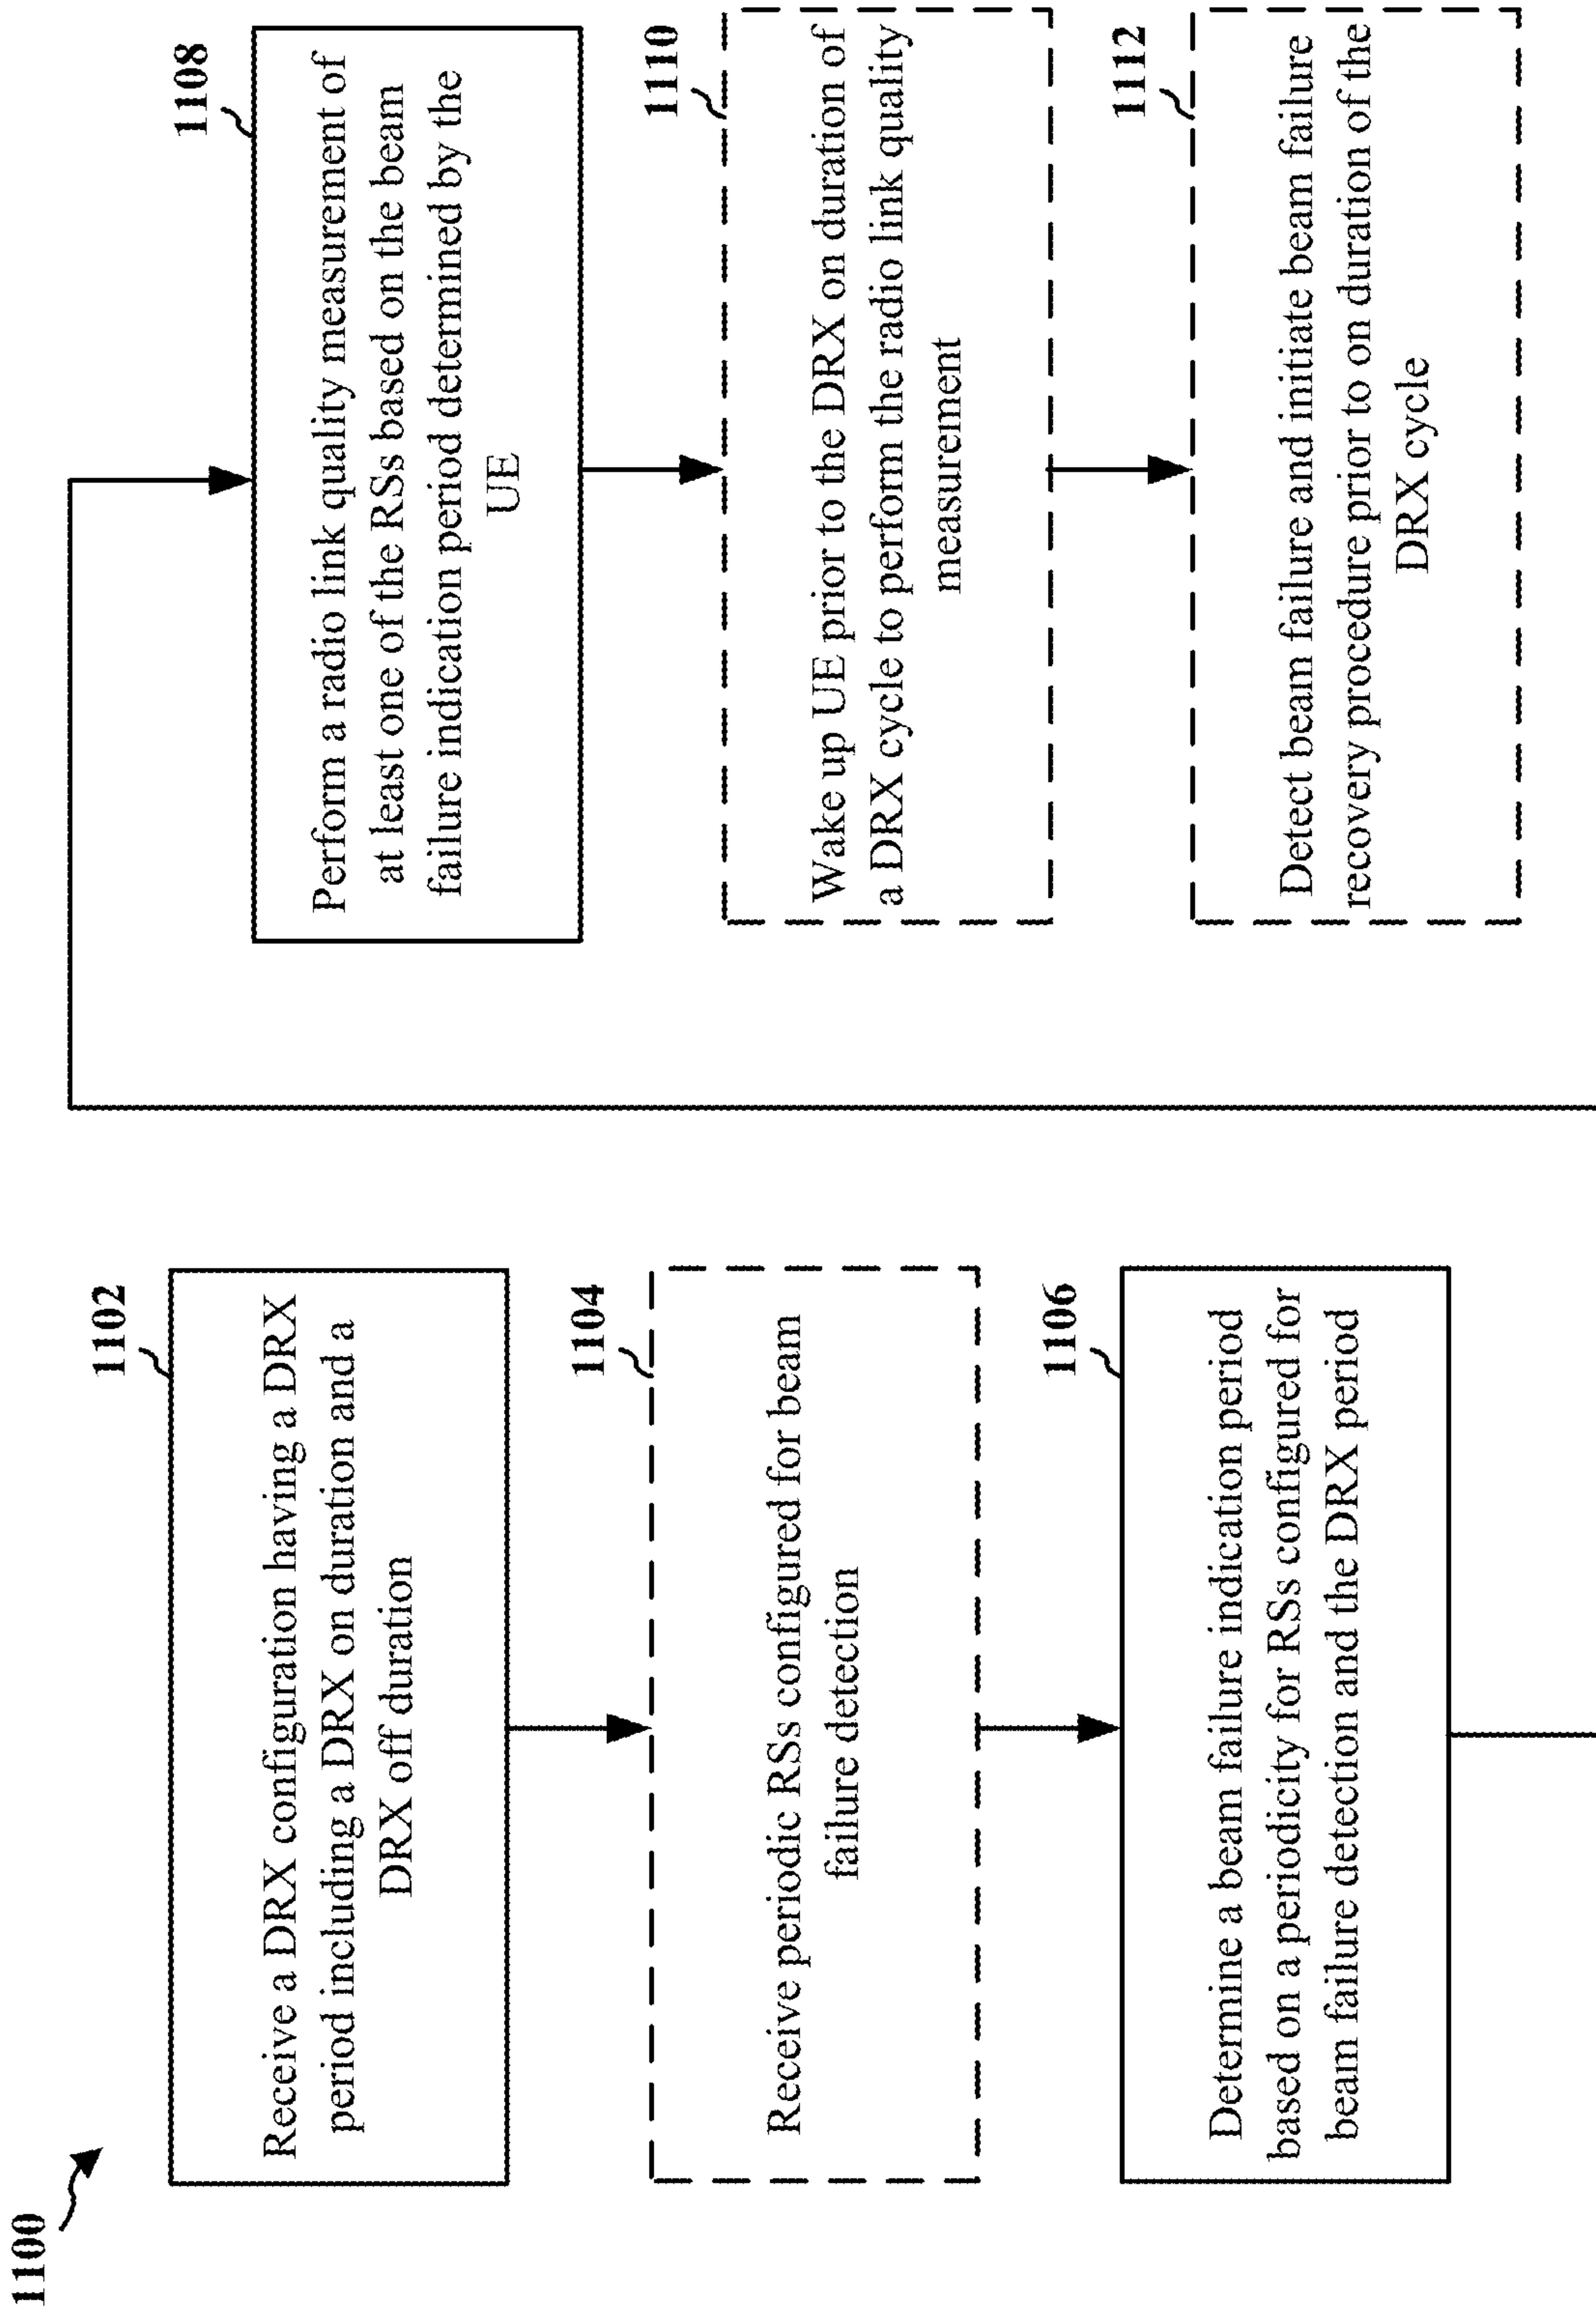 1100
1102
Receive a DRX configuration having a DRX
period including a DRX on duration and a
DRX off duration
1104
Receive periodic RSs configured for beam
failure detection
1106
Determine a beam failure indication period
based on a periodicity for RSs configured for
beam failure detection and the DRX period
1108
Perform a radio link quality measurement of
at least one of the RSs based on the beam
failure indication period determined by the
UE
1110
Wake up UE prior to the DRX on duration of
a DRX cycle to perform the radio link quality
measurement
1112
Detect beam failure and initiate beam failure
recovery procedure prior to on duration of the
DRX cycle